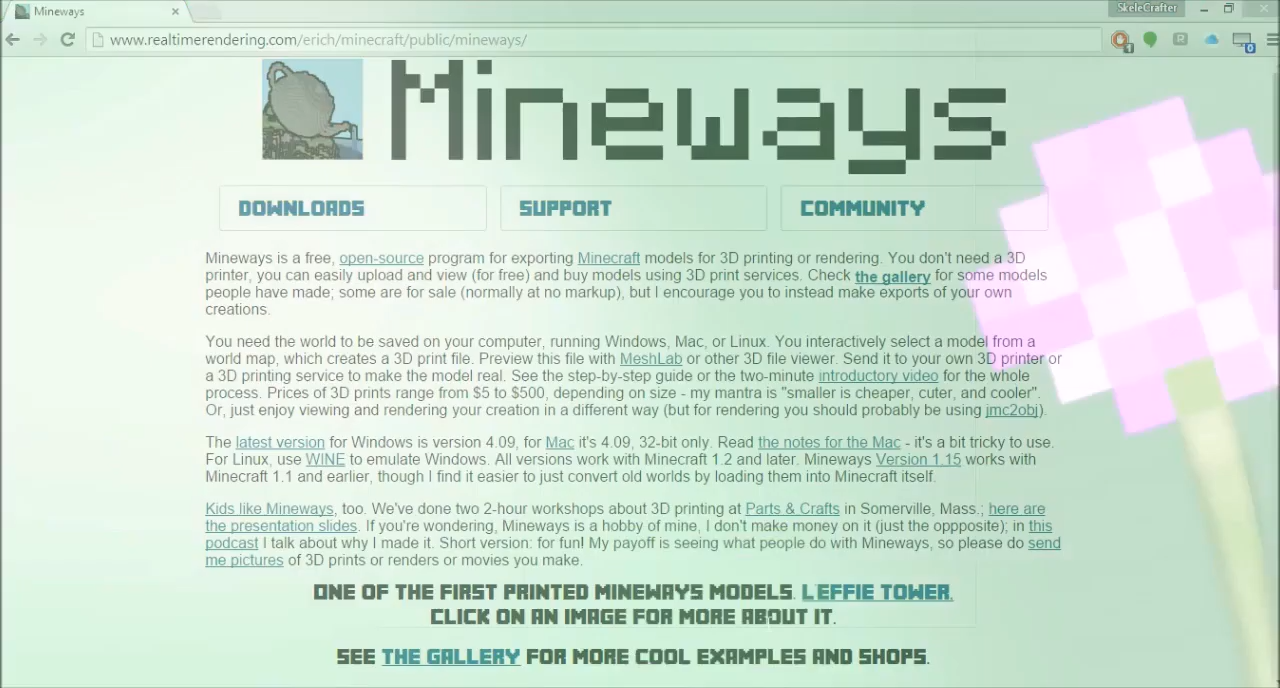 Mineways
SkeleCrafter
www.realtimerendering.com/erich/minecraft/public/mineways/
Mineways
DOWNLOADS
SUPPORT
COMMUNITY
Mineways is a free, open-source program for exporting Minecraft models for 3D printing or rendering. You don't need a 3D
printer, you can easily upload and view (for free) and buy models using 3D print services. Check the gallery for some models
people have made; some are for sale (normally at no markup), but I encourage you to instead make exports of your own
creations.
You need the world to be saved on your computer, running Windows, Mac, or Linux. You interactively select a model from a
world map, which creates a 3D print file. Preview this file with MeshLab or other 3D file viewer. Send it to your own 3D printer or
a 3D printing service to make the model real. See the step-by-step guide or the two-minute introductory video for the whole
process. Prices of 3D prints range from $5 to $500, depending on size - my mantra is "smaller is cheaper, cuter, and cooler".
Or, just enjoy viewing and rendering your creation in a different way (but for rendering you should probably be using jmc2obj).
The latest version for Windows is version 4.09, for Mac it's 4.09, 32-bit only. Read the notes for the Mac - it's a bit tricky to use.
For Linux, use WINE to emulate Windows. All versions work with Minecraft 1.2 and later. Mineways Version 1.15 works with
Minecraft 1.1 and earlier, though I find it easier to just convert old worlds by loading them into Minecraft itself.
Kids like Mineways, too. We've done two 2-hour workshops about 3D printing at Parts & Crafts in Somerville, Mass.; here are
the presentation slides. If you're wondering, Mineways is a hobby of mine, I don't make money on it (just the oppposite); in this
podcast I talk about why I made it. Short version: for fun! My payoff is seeing what people do with Mineways, so please do send
me pictures of 3D prints or renders or movies you make.
ONE OF THE FIRST PRINTED MINEWAYS MODELS. L'EFFIE TOWER.
CLICK ON AN IMAGE FOR MORE ABOUT IT.
SEE THE GALLERY FOR MORE COOL EXAMPLES AND SHOPS.